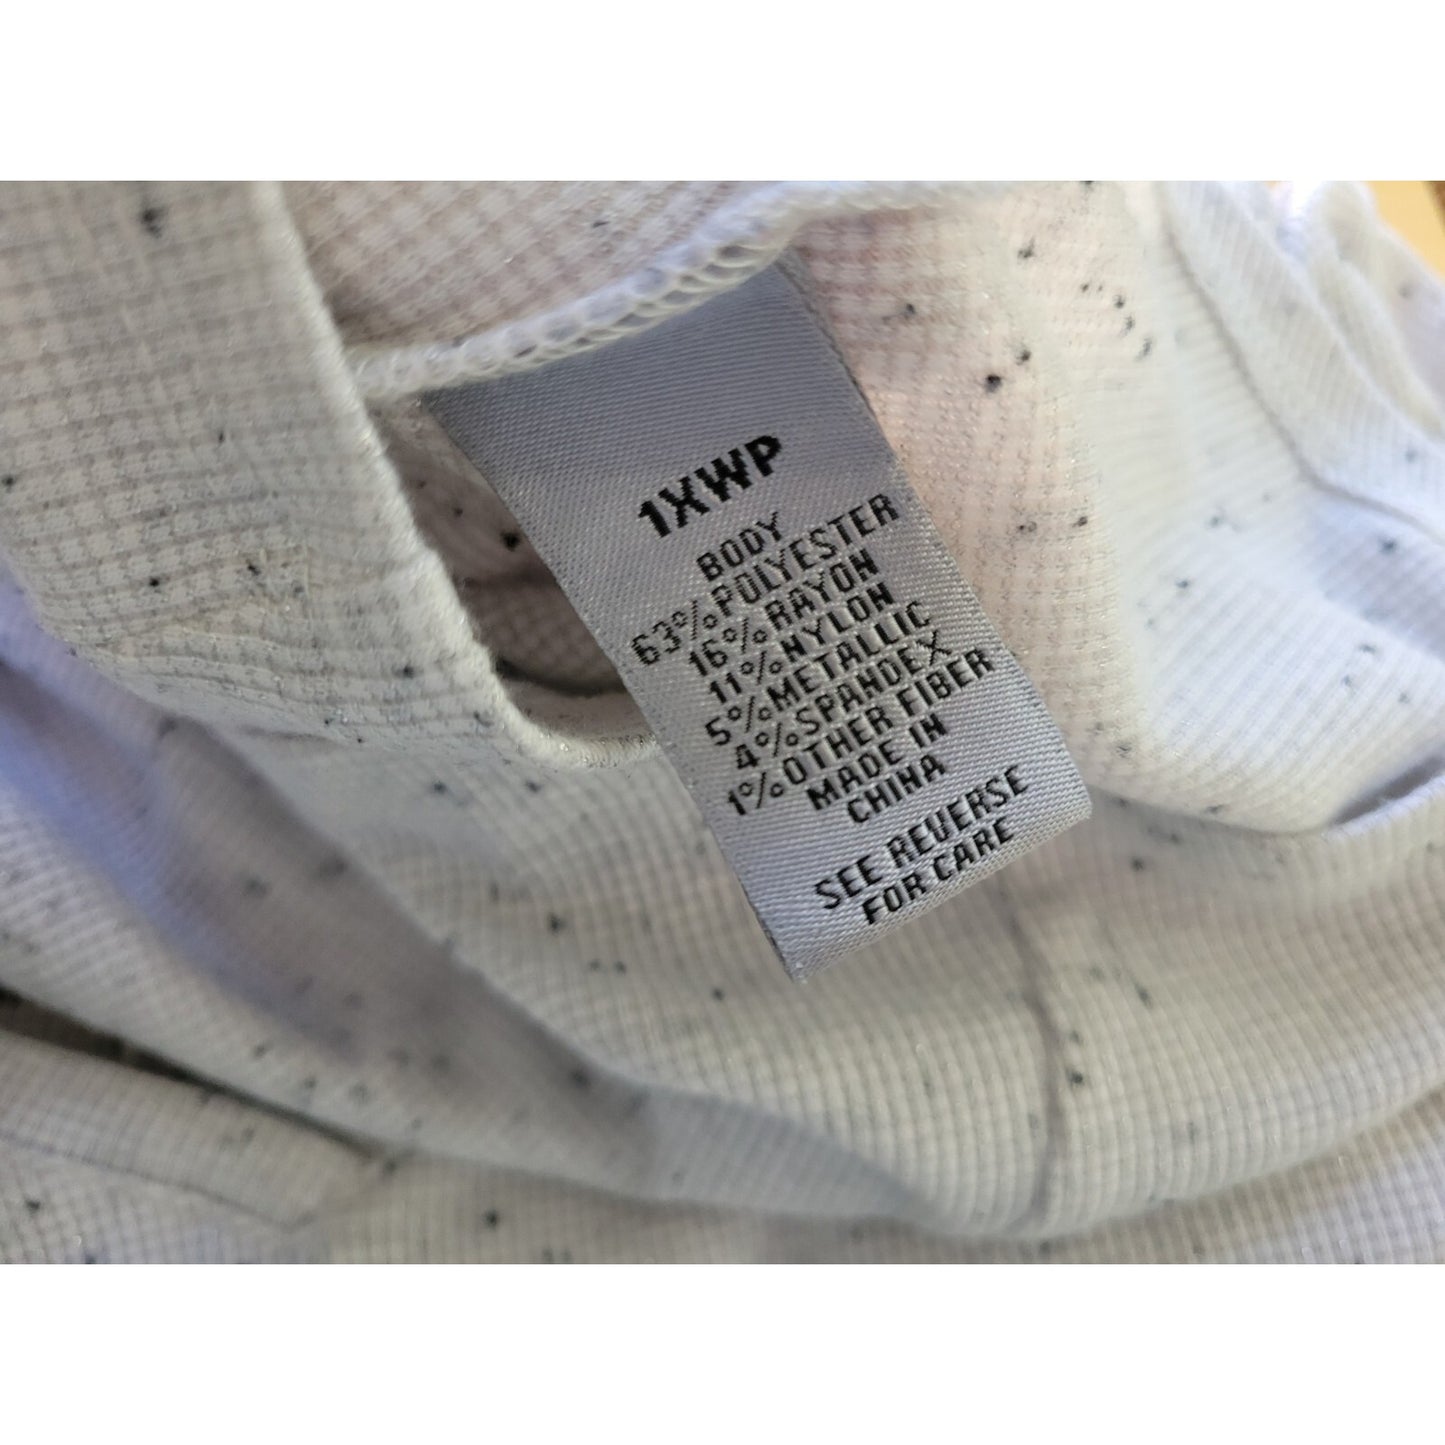 1XWP
BODY
63% POLYESTER
16% RAYON
11% NYLON
5% METALLIC
4% SPANDEX
1% OTHER FIBER
MADE IN
CHINA
SEE REVERSE
FOR CARE